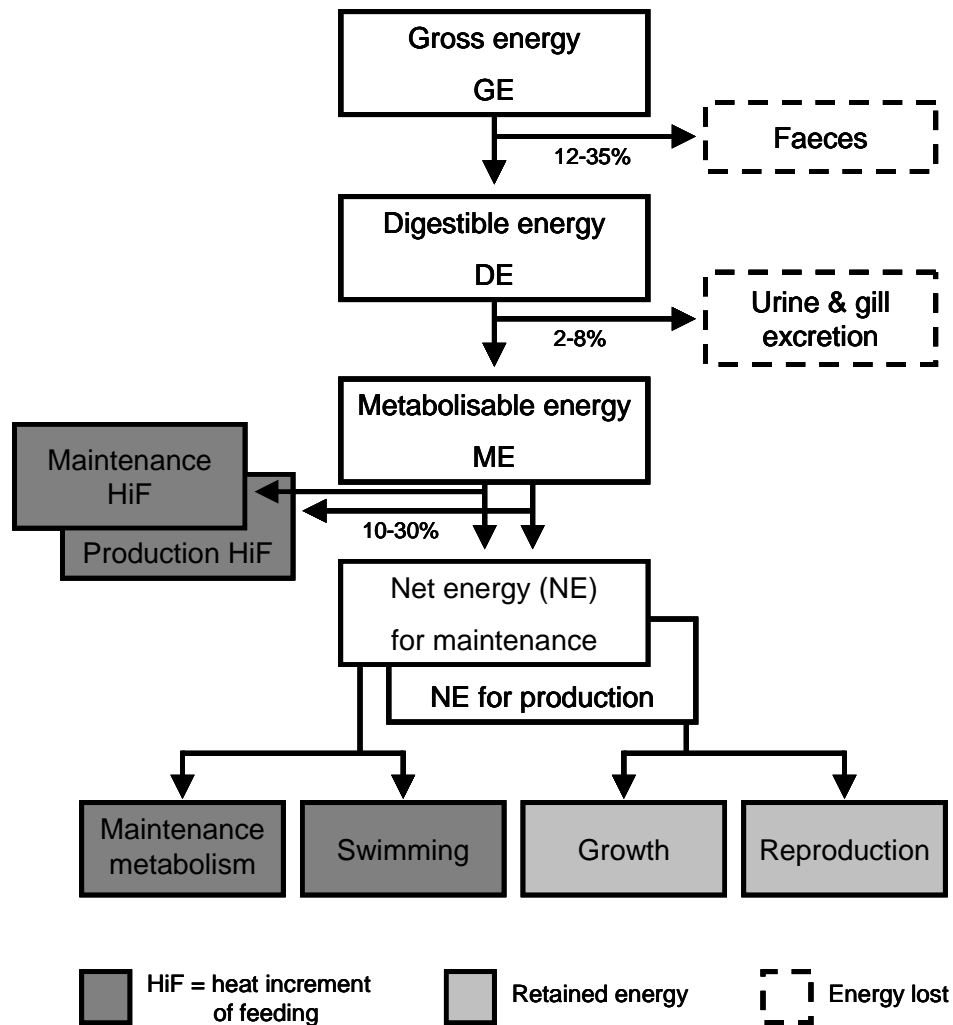 Gross energy
GE
12-35%
Faeces
Digestible energy
DE
2-8%
Urine & gill
excretion
Metabolisable energy
ME
Maintenance
HiF
10-30%
Production HiF
Net energy (NE)
for maintenance
NE for production
Maintenance
metabolism
Swimming
Growth
Reproduction
HiF = heat increment
of feeding
Retained energy
Energy lost